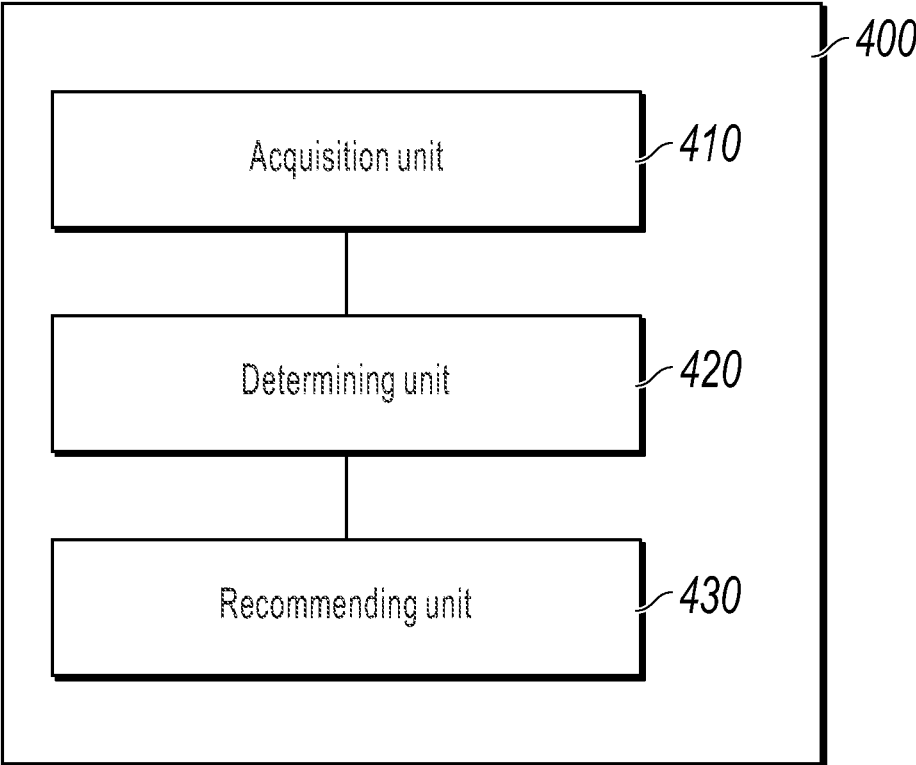 400
Acquisition unit
410
Determining unit
420
Recommending unit
430